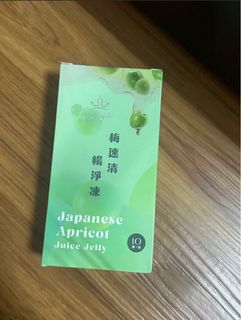 梅速清
暢淨凍
Japanese
Apricot
Juice Jelly
10